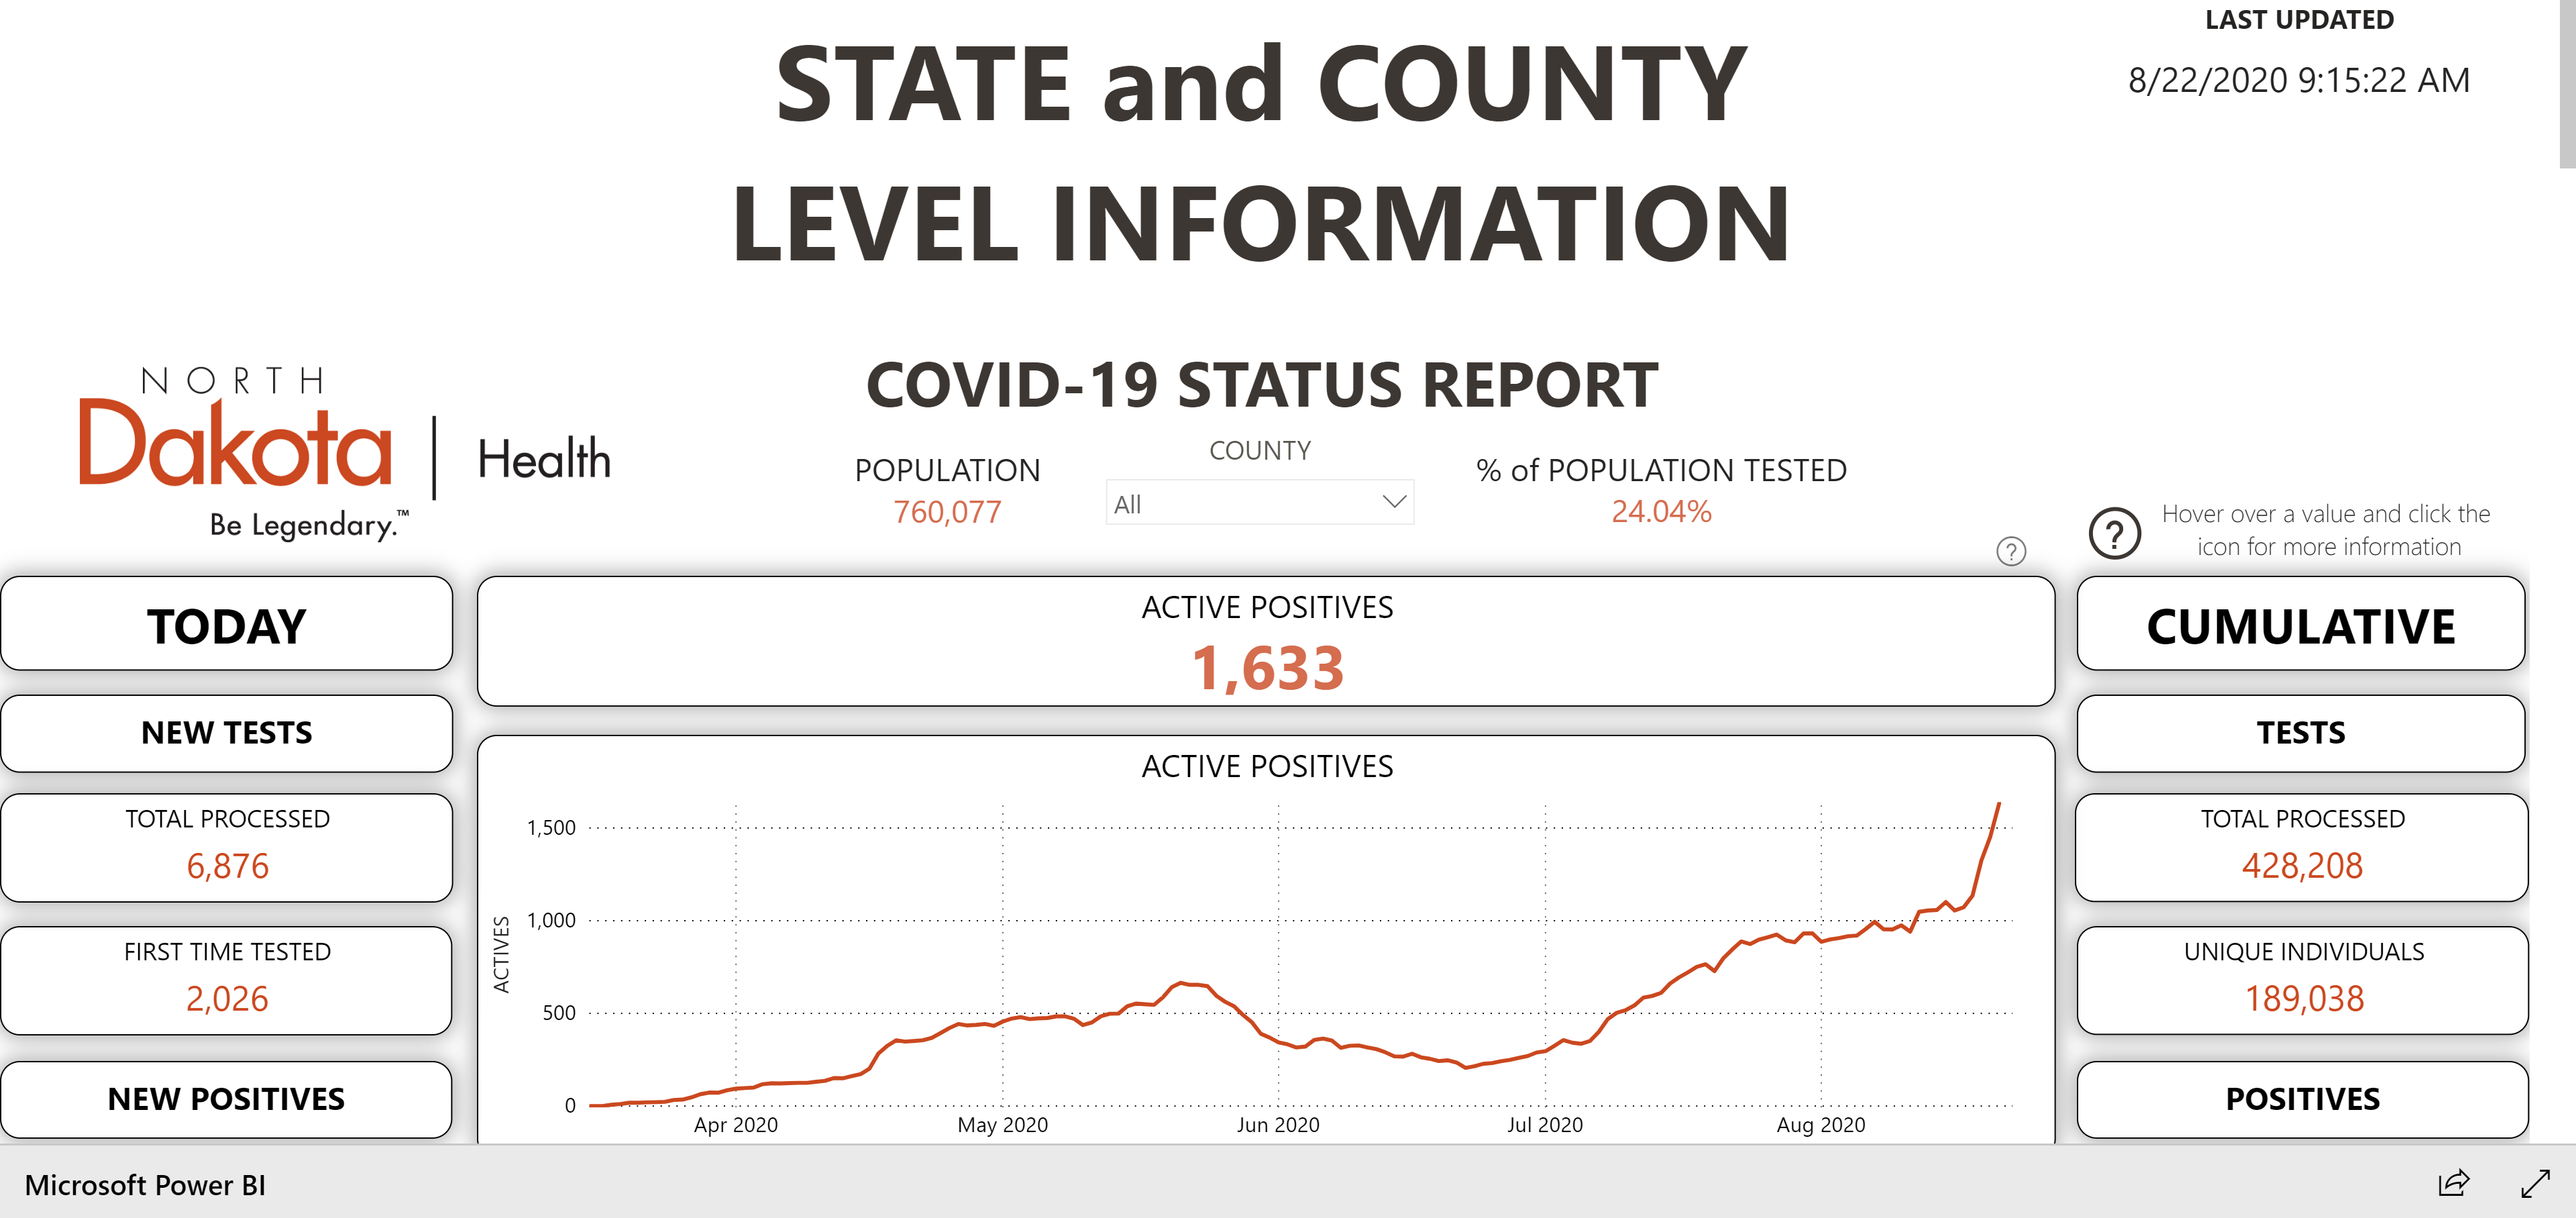 LAST UPDATED
8/22/2020 9:15:22 AM
STATE and COUNTY
LEVEL INFORMATION
NORTH
Dakota
Be Legendary.™
Health
COVID-19 STATUS REPORT
POPULATION
760,077
COUNTY
All
% of POPULATION TESTED
24.04%
?
?
Hover over a value and click the
icon for more information
TODAY
NEW TESTS
TOTAL PROCESSED
6,876
FIRST TIME TESTED
2,026
NEW POSITIVES
ACTIVE POSITIVES
1,633
ACTIVE POSITIVES
ACTIVES
1,500
1,000
500
0
Apr 2020
May 2020
Jun 2020
Jul 2020
Aug 2020
CUMULATIVE
TESTS
TOTAL PROCESSED
428,208
UNIQUE INDIVIDUALS
189,038
POSITIVES
Microsoft Power BI